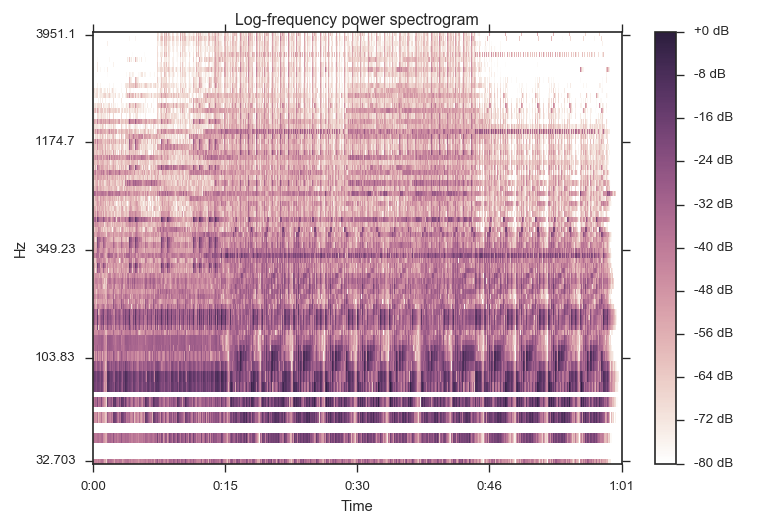 Log-frequency power spectrogram
3951.1
1174.7
349.23
103.83
32.703
Hz
0:00
0:15
0:30
0:46
1:01
Time
+0 dB
-8 dB
-16 dB
-24 dB
-32 dB
-40 dB
-48 dB
-56 dB
-64 dB
-72 dB
-80 dB